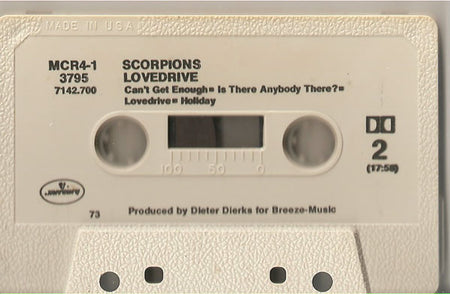 MADE IN U.S.A.
MCR4-1 SCORPIONS
3795 LOVEDRIVE
7142.700 Can't Get Enough■ Is There Anybody There?■
Lovedrive■ Holiday
100 50 0
2
(17:58)
mercury
73 Produced by Dieter Dierks for Breeze-Music